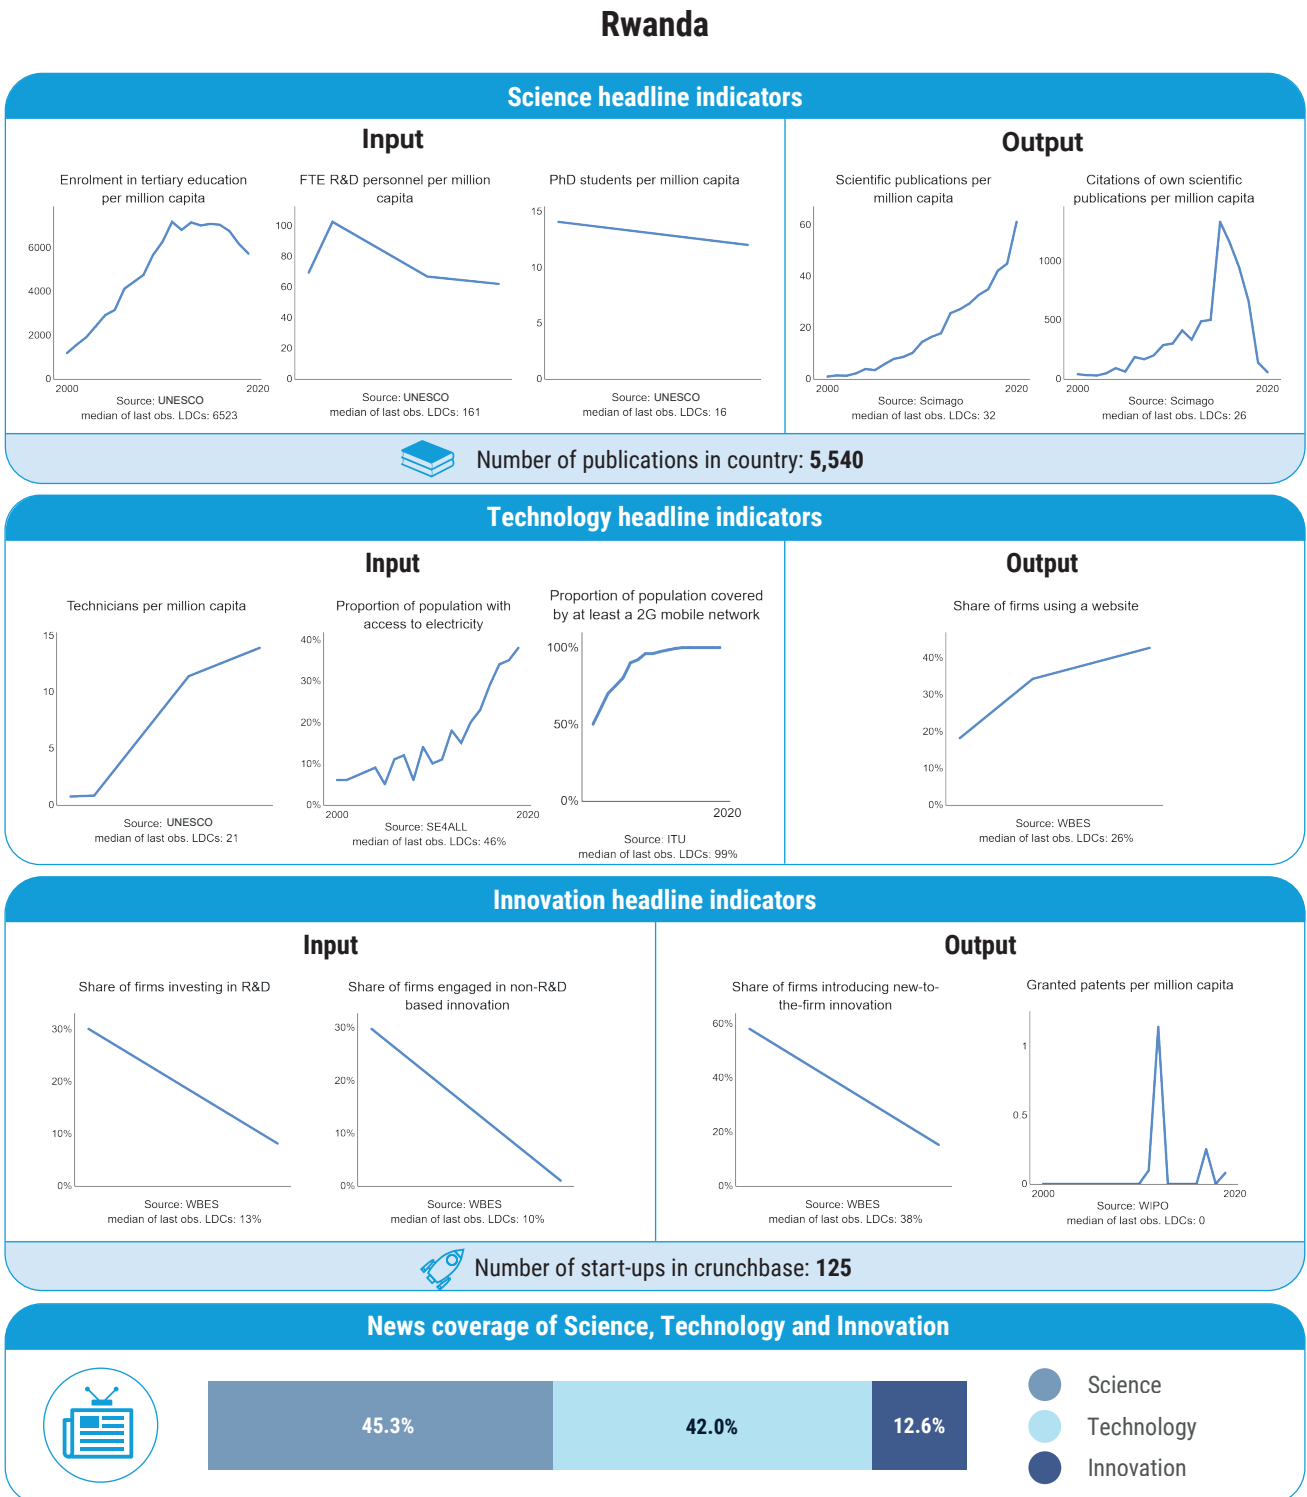 Rwanda
Science headline indicators
Input
Enrolment in tertiary education
per million capita
6000
4000
2000
0
2000
2020
Source: UNESCO
median of last obs. LDCs: 6523
FTE R&D personnel per million
capita
100
80
60
40
20
0
Source: UNESCO
median of last obs. LDCs: 161
PhD students per million capita
15
10
5
0
Source: UNESCO
median of last obs. LDCs: 16
Output
Scientific publications per
million capita
60
40
20
0
2000
2020
Source: Scimago
median of last obs. LDCs: 32
Citations of own scientific
publications per million capita
1000
500
0
2000
2020
Source: Scimago
median of last obs. LDCs: 26
Number of publications in country: 5,540
Technology headline indicators
Input
Technicians per million capita
15
10
5
0
Source: UNESCO
median of last obs. LDCs: 21
Proportion of population with
access to electricity
40%
30%
20%
10%
0%
2000
2020
Source: SE4ALL
median of last obs. LDCs: 46%
Proportion of population covered
by at least a 2G mobile network
100%
50%
0%
2020
Source: ITU
median of last obs. LDCs: 99%
Output
Share of firms using a website
40%
30%
20%
10%
0%
Source: WBES
median of last obs. LDCs: 26%
Innovation headline indicators
Input
Share of firms investing in R&D
30%
20%
10%
0%
Source: WBES
median of last obs. LDCs: 13%
Share of firms engaged in non-R&D
based innovation
30%
20%
10%
0%
Source: WBES
median of last obs. LDCs: 10%
Output
Share of firms introducing new-to-
the-firm innovation
60%
40%
20%
0%
Source: WBES
median of last obs. LDCs: 38%
Granted patents per million capita
1
0.5
0
2000
2020
Source: WIPO
median of last obs. LDCs: 0
Number of start-ups in crunchbase: 125
News coverage of Science, Technology and Innovation
45.3%
42.0%
12.6%
Science
Technology
Innovation